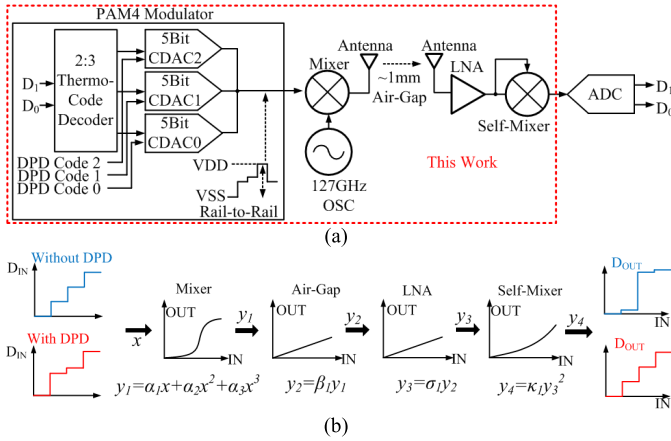 PAM4 Modulator
2:3
Thermo-
Code
Decoder
D1
D0
5Bit
CDAC2
5Bit
CDAC1
5Bit
CDAC0
DPD Code 2
DPD Code 1
DPD Code 0
VDD
VSS
Rail-to-Rail
Mixer
127GHz
OSC
Antenna
~1mm
Air-Gap
Antenna
LNA
Self-Mixer
This Work
ADC
D1
D0
(a)
Without DPD
DIN
With DPD
DIN
x
Mixer
OUT
IN
y1=α1x+α2x²+α3x³
y1
Air-Gap
OUT
IN
y2=β1y1
y2
LNA
OUT
IN
y3=σ1y2
y3
Self-Mixer
OUT
IN
y4=κ1y3²
y4
DOUT
IN
DOUT
IN
(b)